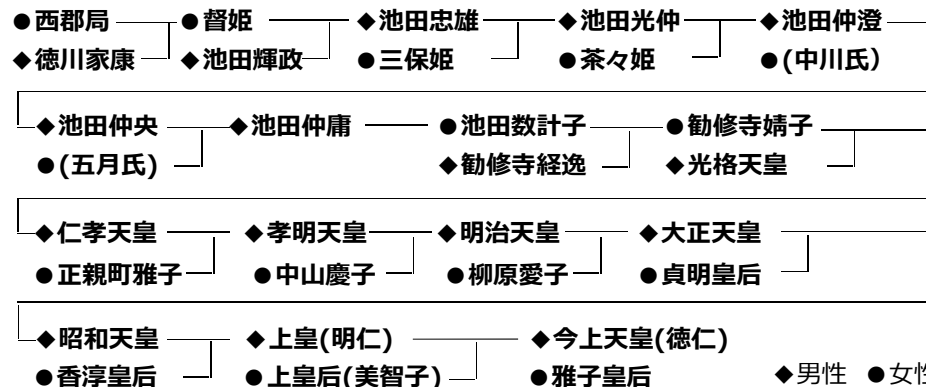 ●西郡局 ●督姫 ◆池田忠雄 ◆池田光仲 ◆池田仲澄
◆徳川家康 ◆池田輝政 ●三保姫 ●茶々姫 ●(中川氏）
◆池田仲央 ◆池田仲庸 ●池田数計子 ●勧修寺婧子
●(五月氏) ◆勧修寺経逸 ◆光格天皇
◆仁孝天皇 ◆孝明天皇 ◆明治天皇 ◆大正天皇
●正親町雅子 ●中山慶子 ●柳原愛子 ●貞明皇后
◆昭和天皇 ◆上皇(明仁) ◆今上天皇(徳仁)
●香淳皇后 ●上皇后(美智子) ●雅子皇后 ◆男性 ●女性